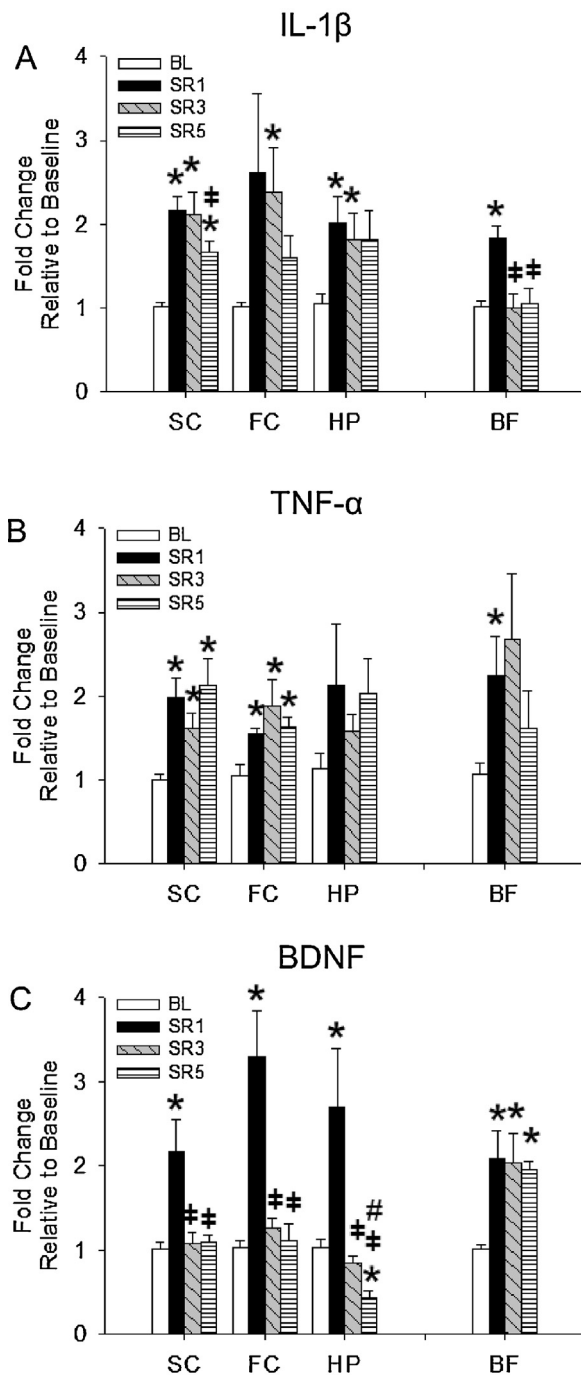 IL-1β
A
4
3
2
1
0
Fold Change
Relative to Baseline
BL
SR1
SR3
SR5
* * ‡ *
* 
* *
* ‡ ‡
SC FC HP BF
TNF-α
B
4
3
2
1
0
Fold Change
Relative to Baseline
BL
SR1
SR3
SR5
* * *
* * *
*
SC FC HP BF
BDNF
C
4
3
2
1
0
Fold Change
Relative to Baseline
BL
SR1
SR3
SR5
* ‡ ‡
* ‡ ‡
* ‡ # ‡ *
* * *
SC FC HP BF